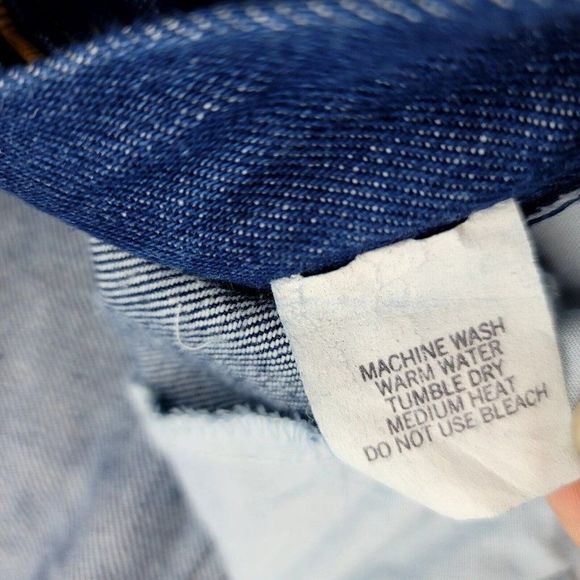 MACHINE WASH
WARM WATER
TUMBLE DRY
MEDIUM HEAT
DO NOT USE BLEACH